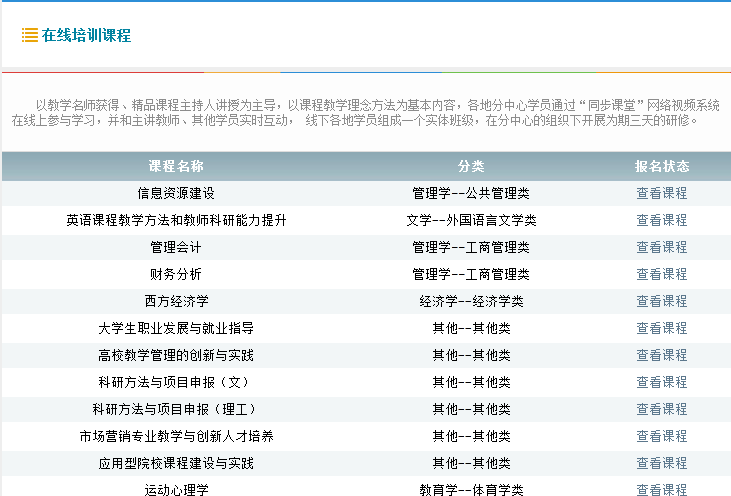 在线培训课程
以教学名师获得、精品课程主持人讲授为主导，以课程教学理念方法为基本内容，各地分中心学员通过“同步课堂”网络视频系统
在线上参与学习，并和主讲教师、其他学员实时互动， 线下各地学员组成一个实体班级，在分中心的组织下开展为期三天的研修。
课程名称 分类 报名状态
信息资源建设 管理学--公共管理类 查看课程
英语课程教学方法和教师科研能力提升 文学--外国语言文学类 查看课程
管理会计 管理学--工商管理类 查看课程
财务分析 管理学--工商管理类 查看课程
西方经济学 经济学--经济学类 查看课程
大学生职业发展与就业指导 其他--其他类 查看课程
高校教学管理的创新与实践 其他--其他类 查看课程
科研方法与项目申报（文） 其他--其他类 查看课程
科研方法与项目申报（理工） 其他--其他类 查看课程
市场营销专业教学与创新人才培养 其他--其他类 查看课程
应用型院校课程建设与实践 其他--其他类 查看课程
运动心理学 教育学--体育学类 查看课程